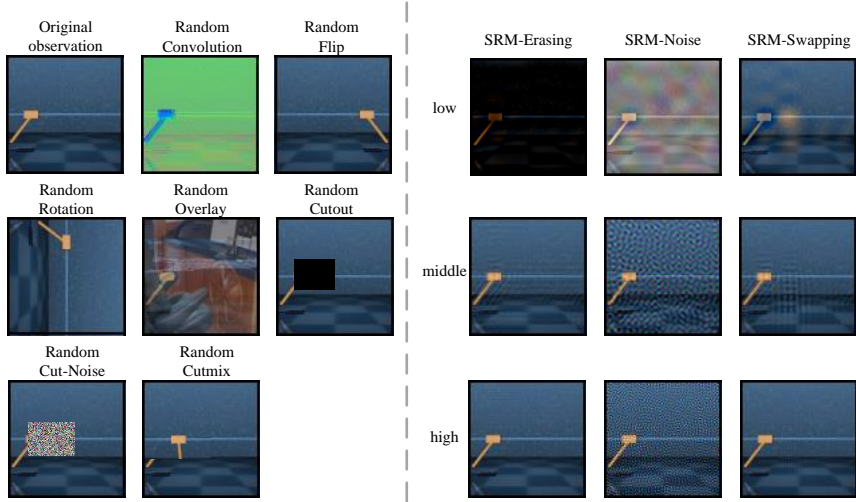 Original
observation
Random
Convolution
Random
Flip
Random
Rotation
Random
Overlay
Random
Cutout
Random
Cut-Noise
Random
Cutmix
SRM-Erasing
SRM-Noise
SRM-Swapping
low
middle
high